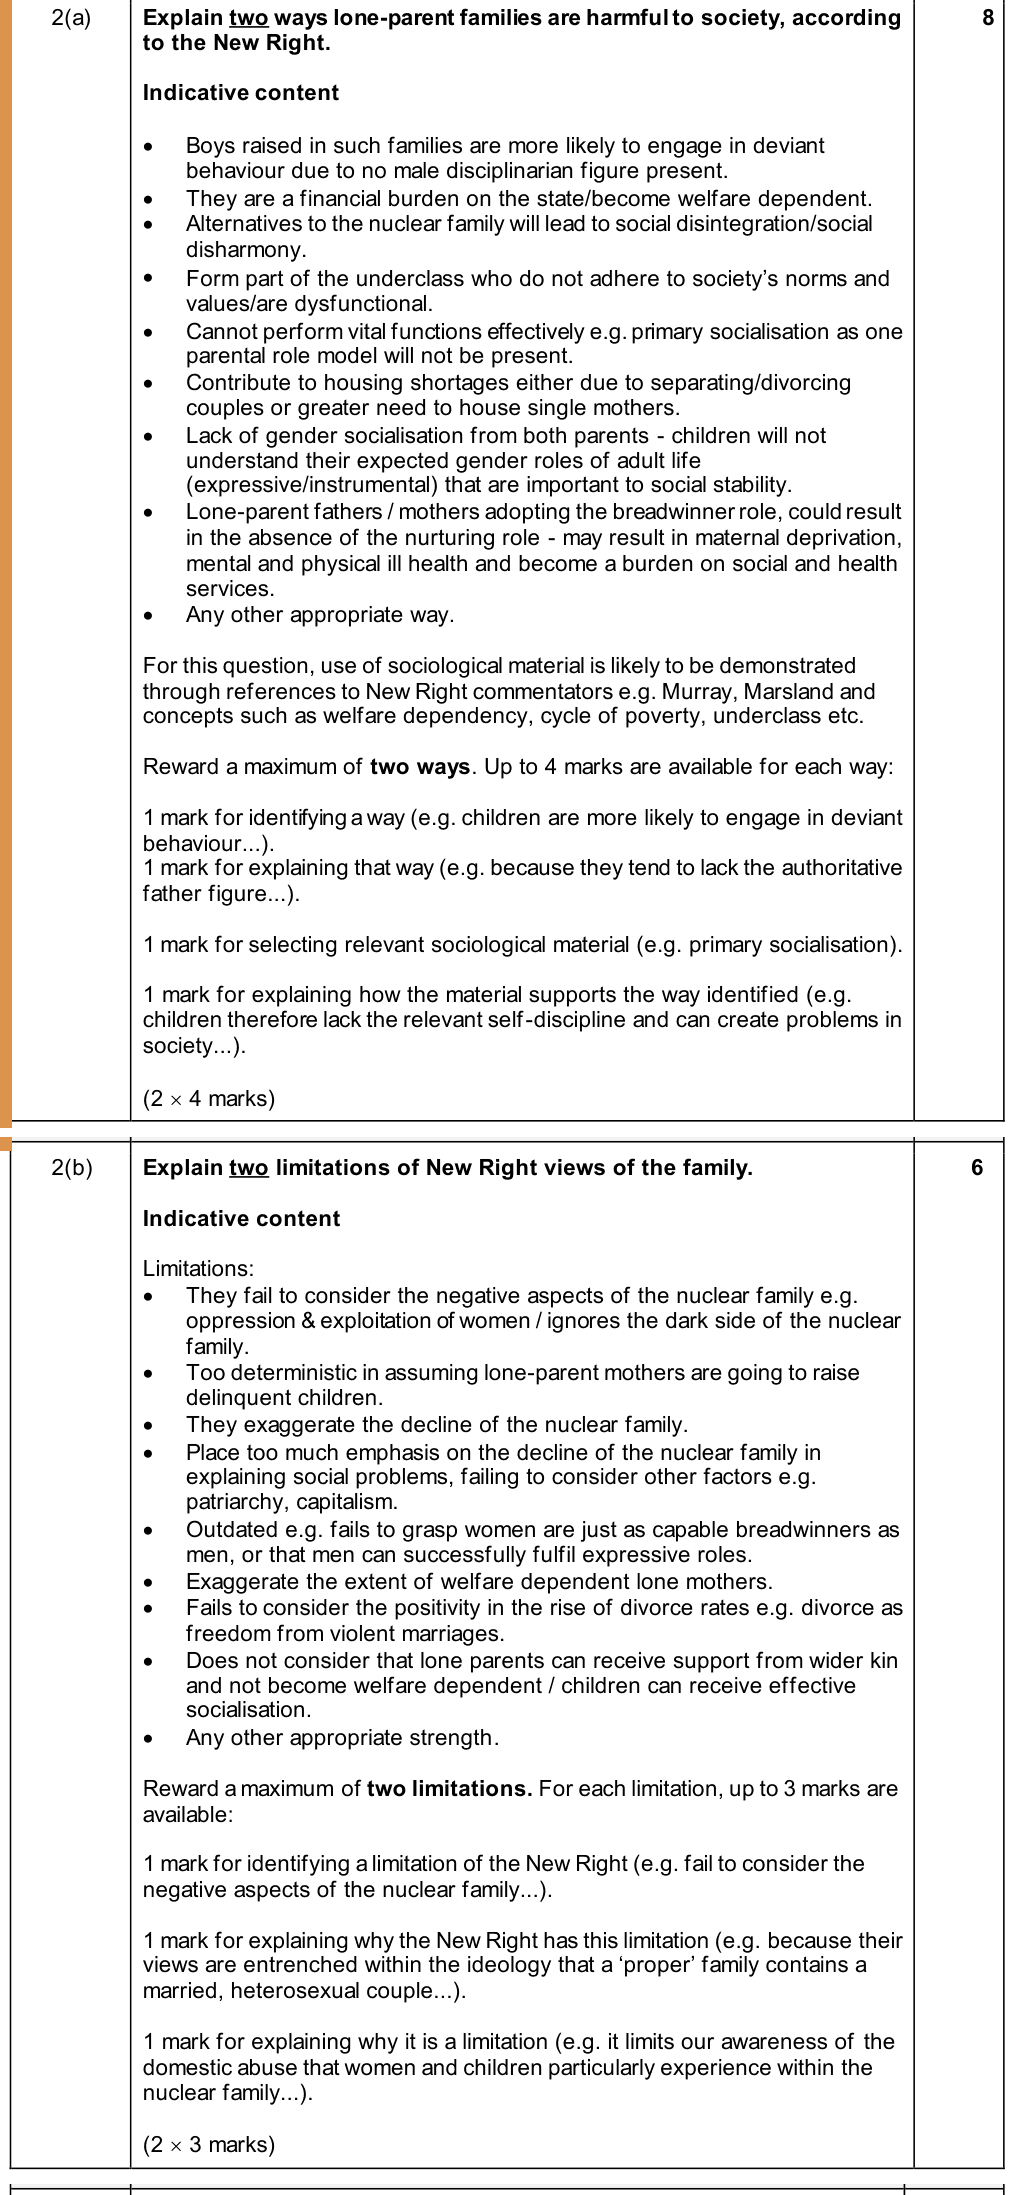 2(a) Explain two ways lone-parent families are harmful to society, according 8
to the New Right.
Indicative content
• Boys raised in such families are more likely to engage in deviant
behaviour due to no male disciplinarian figure present.
• They are a financial burden on the state/become welfare dependent.
• Alternatives to the nuclear family will lead to social disintegration/social
disharmony.
• Form part of the underclass who do not adhere to society’s norms and
values/are dysfunctional.
• Cannot perform vital functions effectively e.g. primary socialisation as one
parental role model will not be present.
• Contribute to housing shortages either due to separating/divorcing
couples or greater need to house single mothers.
• Lack of gender socialisation from both parents - children will not
understand their expected gender roles of adult life
(expressive/instrumental) that are important to social stability.
• Lone-parent fathers / mothers adopting the breadwinner role, could result
in the absence of the nurturing role - may result in maternal deprivation,
mental and physical ill health and become a burden on social and health
services.
• Any other appropriate way.
For this question, use of sociological material is likely to be demonstrated
through references to New Right commentators e.g. Murray, Marsland and
concepts such as welfare dependency, cycle of poverty, underclass etc.
Reward a maximum of two ways. Up to 4 marks are available for each way:
1 mark for identifying a way (e.g. children are more likely to engage in deviant
behaviour...).
1 mark for explaining that way (e.g. because they tend to lack the authoritative
father figure...).
1 mark for selecting relevant sociological material (e.g. primary socialisation).
1 mark for explaining how the material supports the way identified (e.g.
children therefore lack the relevant self-discipline and can create problems in
society...).
(2 × 4 marks)
2(b) Explain two limitations of New Right views of the family. 6
Indicative content
Limitations:
• They fail to consider the negative aspects of the nuclear family e.g.
oppression & exploitation of women / ignores the dark side of the nuclear
family.
• Too deterministic in assuming lone-parent mothers are going to raise
delinquent children.
• They exaggerate the decline of the nuclear family.
• Place too much emphasis on the decline of the nuclear family in
explaining social problems, failing to consider other factors e.g.
patriarchy, capitalism.
• Outdated e.g. fails to grasp women are just as capable breadwinners as
men, or that men can successfully fulfil expressive roles.
• Exaggerate the extent of welfare dependent lone mothers.
• Fails to consider the positivity in the rise of divorce rates e.g. divorce as
freedom from violent marriages.
• Does not consider that lone parents can receive support from wider kin
and not become welfare dependent / children can receive effective
socialisation.
• Any other appropriate strength.
Reward a maximum of two limitations. For each limitation, up to 3 marks are
available:
1 mark for identifying a limitation of the New Right (e.g. fail to consider the
negative aspects of the nuclear family...).
1 mark for explaining why the New Right has this limitation (e.g. because their
views are entrenched within the ideology that a ‘proper’ family contains a
married, heterosexual couple...).
1 mark for explaining why it is a limitation (e.g. it limits our awareness of the
domestic abuse that women and children particularly experience within the
nuclear family...).
(2 × 3 marks)